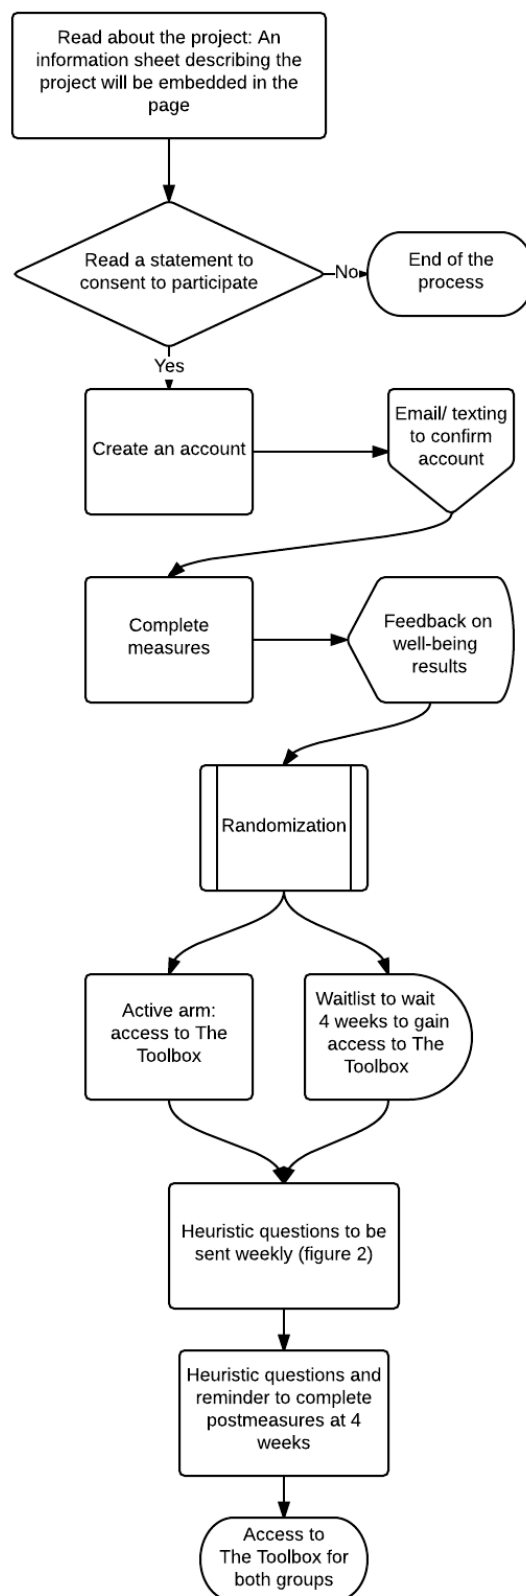 Read about the project: An
information sheet describing the
project will be embedded in the
page
Read a statement to
consent to participate
No
End of the
process
Yes
Create an account
Email/ texting
to confirm
account
Complete
measures
Feedback on
well-being
results
Randomization
Active arm:
access to The
Toolbox
Waitlist to wait
4 weeks to gain
access to The
Toolbox
Heuristic questions to be
sent weekly (figure 2)
Heuristic questions and
reminder to complete
postmeasures at 4
weeks
Access to
The Toolbox for
both groups